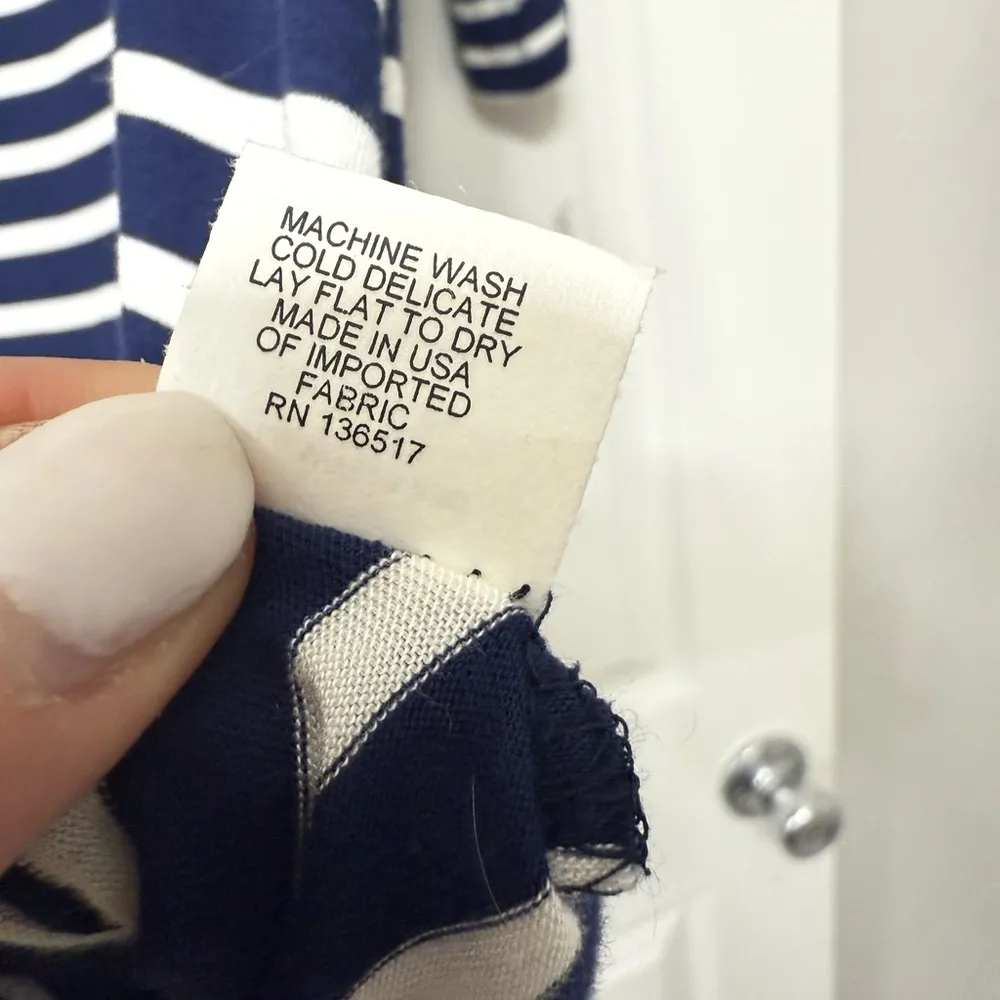 MACHINE WASH
COLD DELICATE
LAY FLAT TO DRY
MADE IN USA
OF IMPORTED
FABRIC
RN 136517